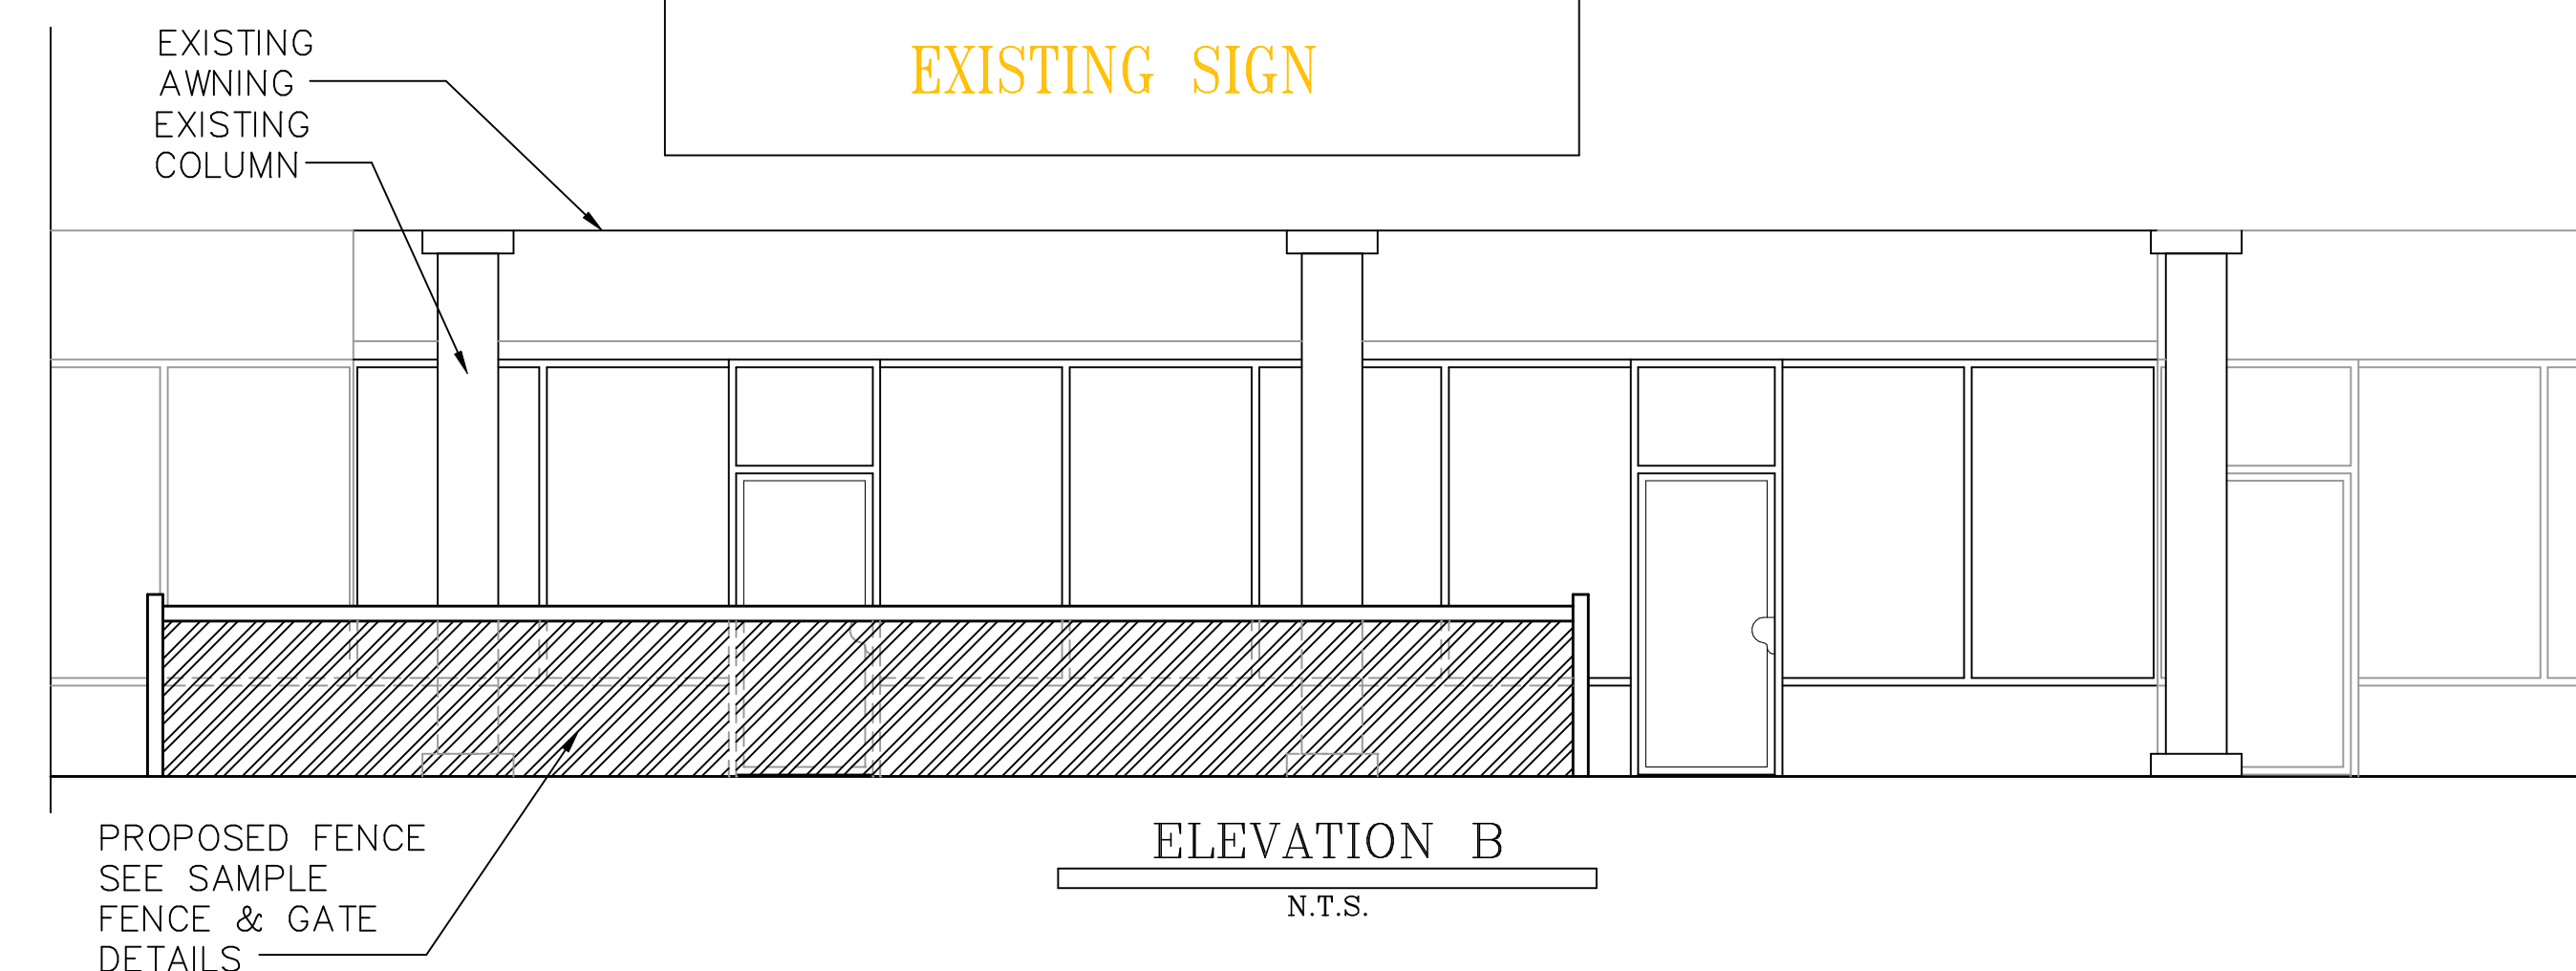 EXISTING
AWNING
EXISTING
COLUMN
EXISTING SIGN
PROPOSED FENCE
SEE SAMPLE
FENCE & GATE
DETAILS
ELEVATION B
N.T.S.